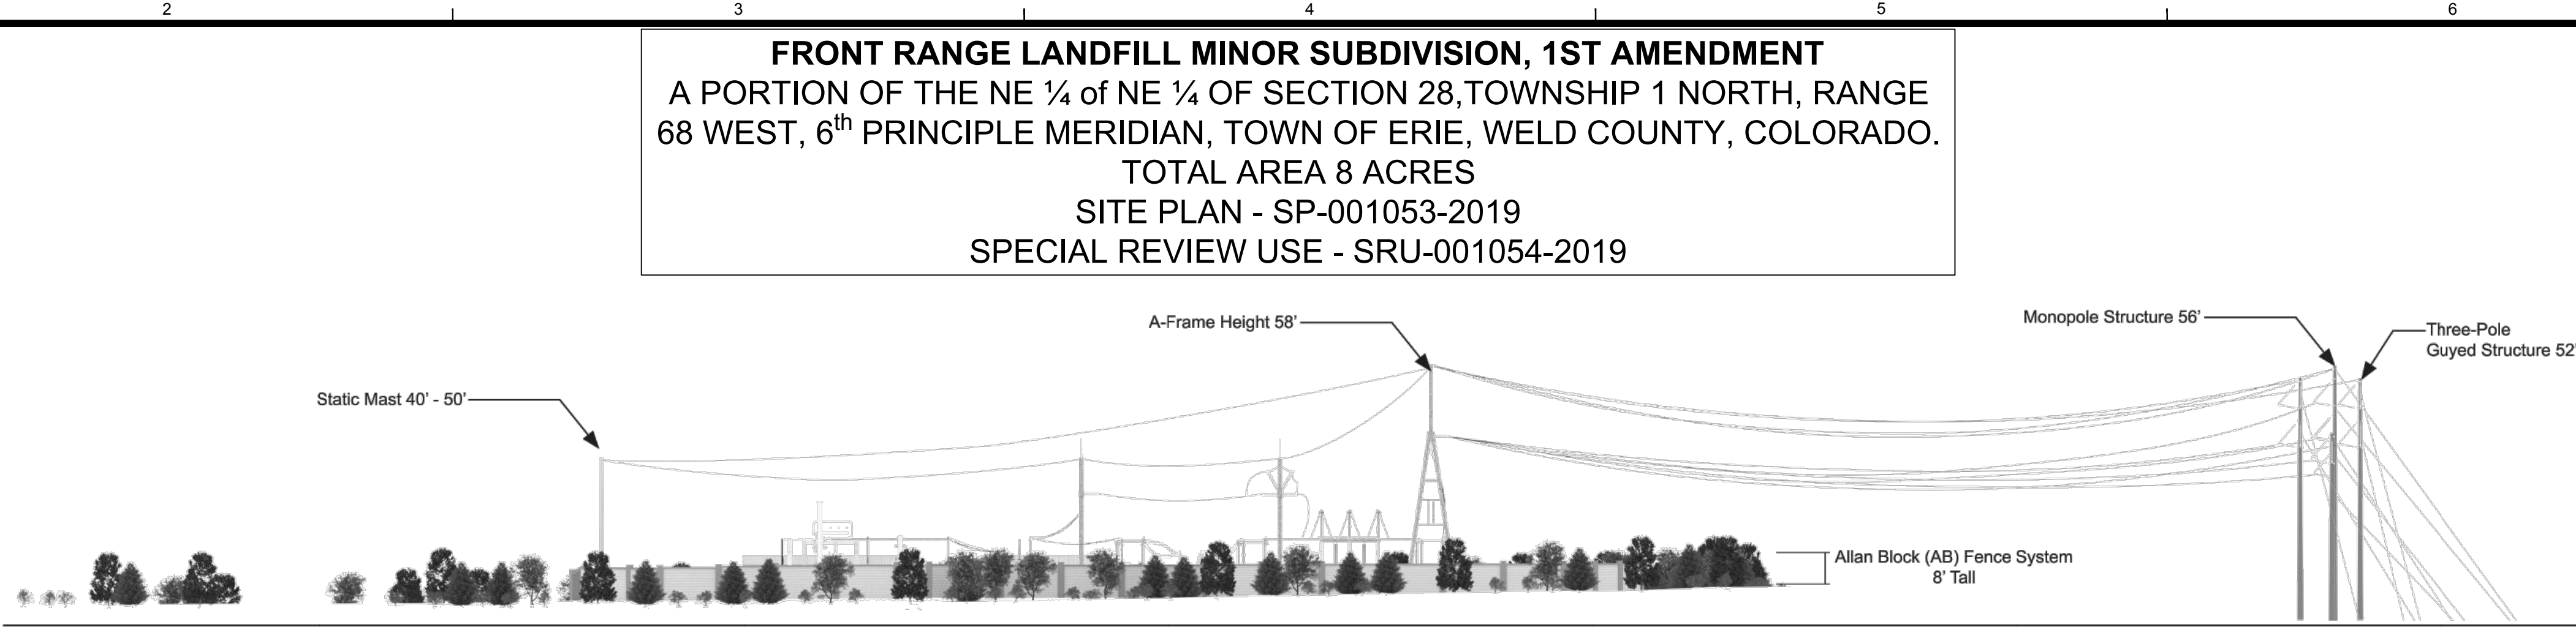 2 3 4 5 6
FRONT RANGE LANDFILL MINOR SUBDIVISION, 1ST AMENDMENT
A PORTION OF THE NE ¼ of NE ¼ OF SECTION 28,TOWNSHIP 1 NORTH, RANGE
68 WEST, 6th PRINCIPLE MERIDIAN, TOWN OF ERIE, WELD COUNTY, COLORADO.
TOTAL AREA 8 ACRES
SITE PLAN - SP-001053-2019
SPECIAL REVIEW USE - SRU-001054-2019
Static Mast 40' - 50'
A-Frame Height 58'
Monopole Structure 56'
Three-Pole
Guyed Structure 52'
Allan Block (AB) Fence System
8' Tall